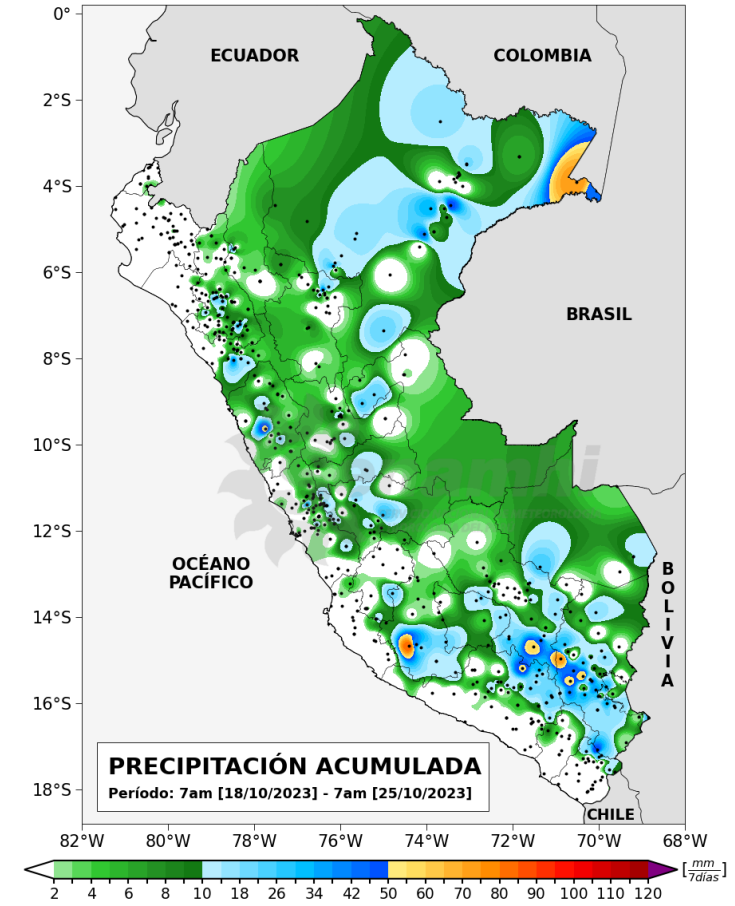 0°
2°S
4°S
6°S
8°S
10°S
12°S
14°S
16°S
18°S
ECUADOR
COLOMBIA
BRASIL
OCÉANO
PACÍFICO
B
O
L
I
V
I
A
PRECIPITACIÓN ACUMULADA
Período: 7am [18/10/2023] - 7am [25/10/2023]
CHILE
82°W 80°W 78°W 76°W 74°W 72°W 70°W 68°W
2 4 6 8 10 18 26 34 42 50 60 70 80 90 100 110 120
[mm/7días]